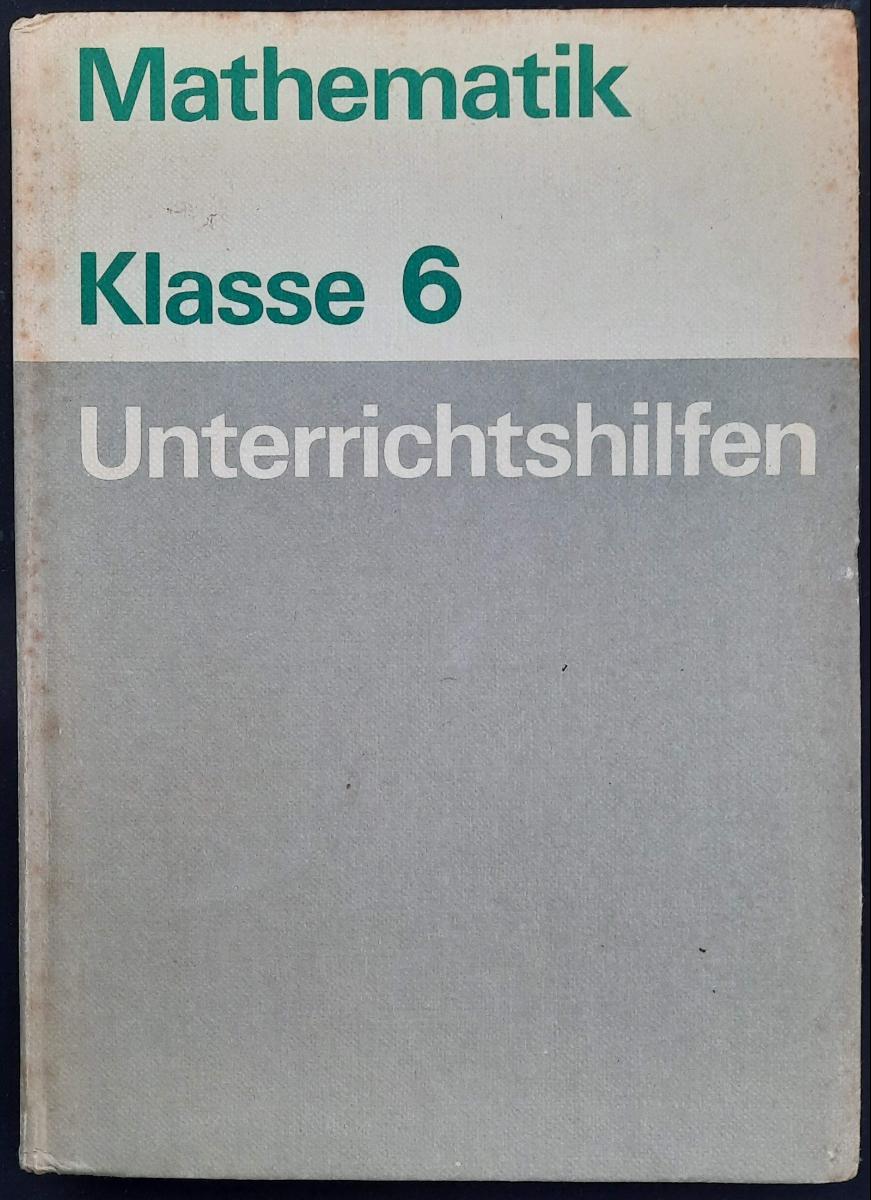 Mathematik
Klasse 6
Unterrichtshilfen